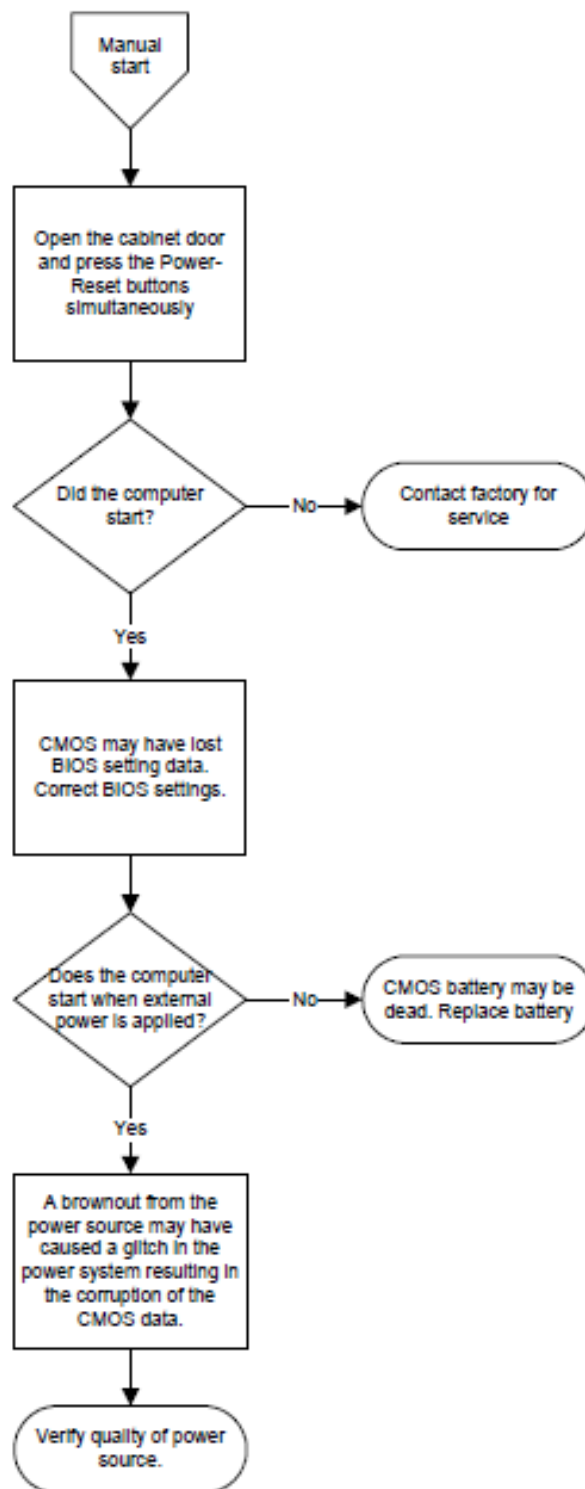 Manual
start
Open the cabinet door
and press the Power-
Reset buttons
simultaneously
Did the computer
start?
No
Contact factory for
service
Yes
CMOS may have lost
BIOS setting data.
Correct BIOS settings.
Does the computer
start when external
power is applied?
No
CMOS battery may be
dead. Replace battery
Yes
A brownout from the
power source may have
caused a glitch in the
power system resulting in
the corruption of the
CMOS data.
Verify quality of power
source.